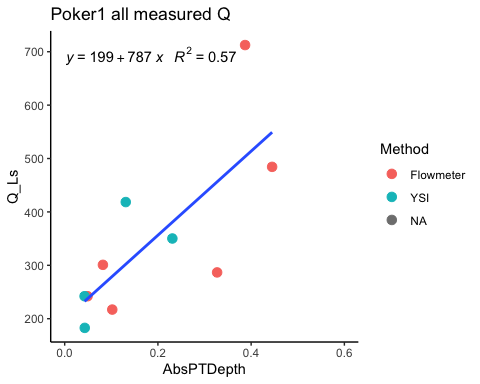 Poker1 all measured Q
y = 199 + 787 x R² = 0.57
700
600
500
400
300
200
Q_Ls
0.0 0.2 0.4 0.6
AbsPTDepth
Method
Flowmeter
YSI
NA